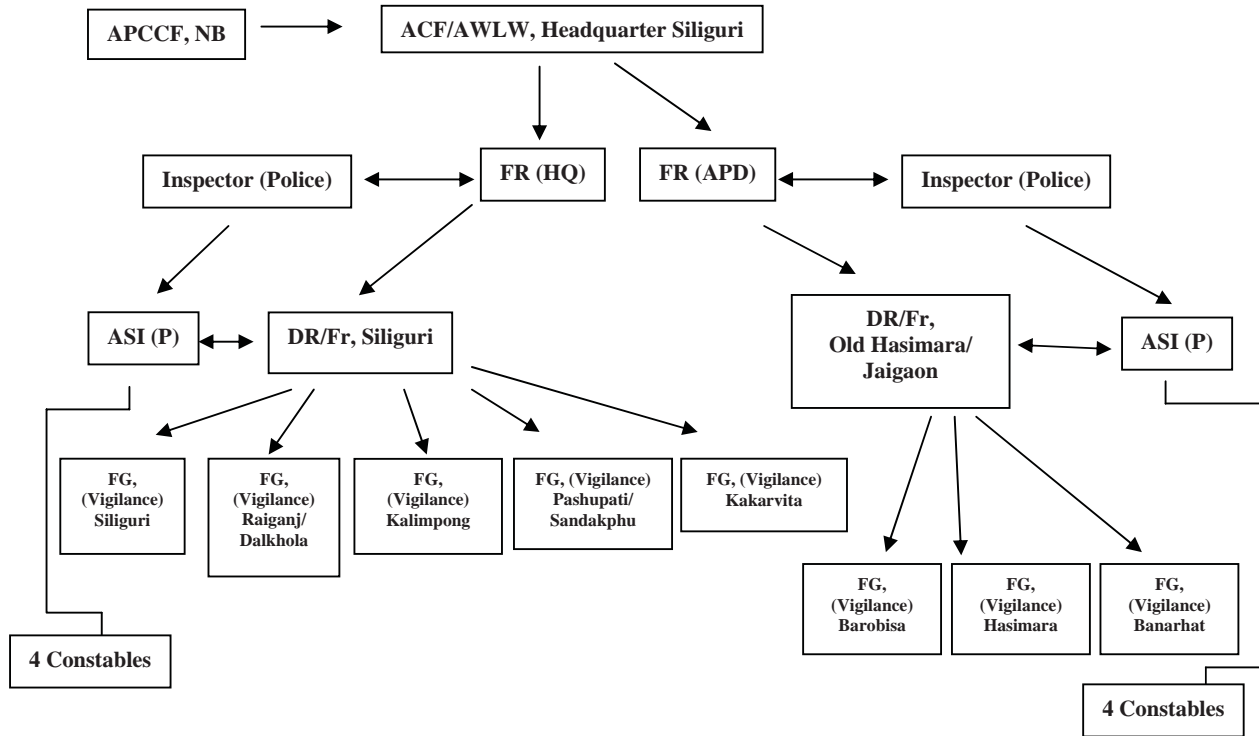 APCCF, NB
ACF/AWLW, Headquarter Siliguri
Inspector (Police)
FR (HQ)
FR (APD)
Inspector (Police)
ASI (P)
DR/Fr, Siliguri
DR/Fr,
Old Hasimara/
Jaigaon
ASI (P)
FG,
(Vigilance)
Siliguri
FG,
(Vigilance)
Raiganj/
Dalkhola
FG,
(Vigilance)
Kalimpong
FG, (Vigilance)
Pashupati/
Sandakphu
FG, (Vigilance)
Kakarvita
FG,
(Vigilance)
Barobisa
FG,
(Vigilance)
Hasimara
FG,
(Vigilance)
Banarhat
4 Constables
4 Constables